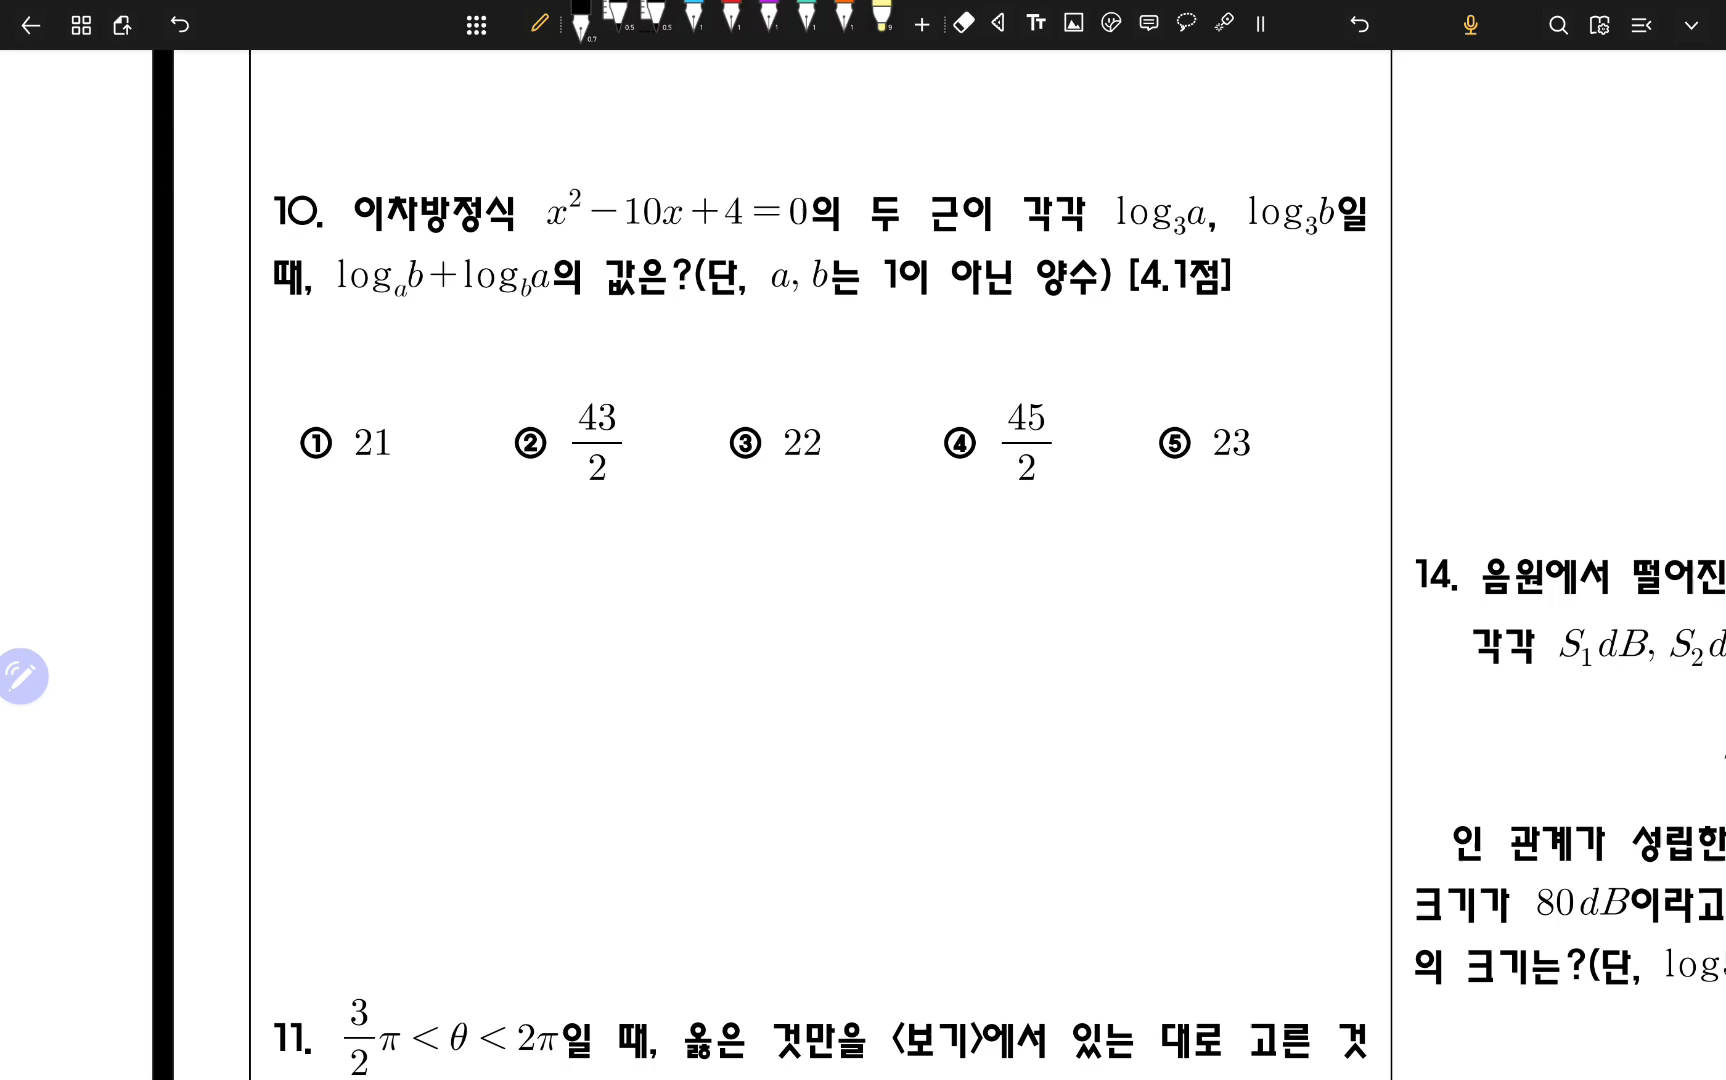 10. 이차방정식 x² − 10x + 4 = 0의 두 근이 각각 log₃a, log₃b일
때, logₐb + log_b a의 값은?(단, a, b는 1이 아닌 양수) [4.1점]
① 21 ② 43/2 ③ 22 ④ 45/2 ⑤ 23
11. 3/2 π < θ < 2π일 때, 옳은 것만을 <보기>에서 있는 대로 고른 것
14. 음원에서 떨어진
각각 S₁dB, S₂d
인 관계가 성립한
크기가 80dB이라고
의 크기는?(단, log